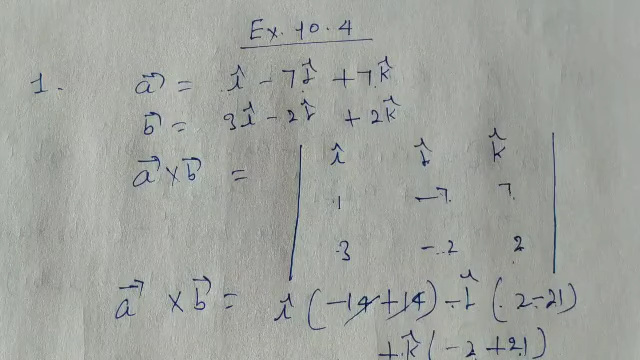 Ex. 10.4
1. a⃗ = î - 7ĵ + 7k̂
b⃗ = 3î - 2ĵ + 2k̂
a⃗ × b⃗ = | î ĵ k̂ |
| 1 -7 7 |
| 3 -2 2 |
a⃗ × b⃗ = î (-14+14) - ĵ (2-21)
+ k̂ (-2+21)